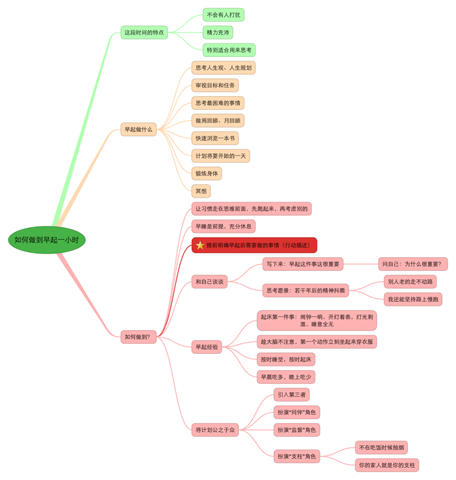 如何做到早起一小时
这段时间的特点
不会有人打扰
精力充沛
特别适合用来思考
早起做什么
思考人生观、人生规划
审视目标和任务
思考最困难的事情
做周回顾、月回顾
快速浏览一本书
计划将要开始的一天
锻炼身体
冥想
如何做到？
让习惯走在思维前面，先跑起来，再考虑别的
早睡是前提，充分休息
提前明确早起后需要做的事情（行动描述）
和自己谈谈
写下来：早起这件事这很重要
问自己：为什么很重要？
思考愿景：若干年后的精神抖擞
别人老的走不动路
我还能坚持路上慢跑
早起经验
起床第一件事：闹钟一响，开灯看表，灯光刺
激，睡意全无
趁大脑不注意，第一个动作立刻坐起来穿衣服
按时睡觉，按时起床
早晨吃多，晚上吃少
将计划公之于众
引入第三者
扮演“同伴”角色
扮演“监督”角色
扮演“支柱”角色
不在吃饭时候抽烟
你的家人就是你的支柱